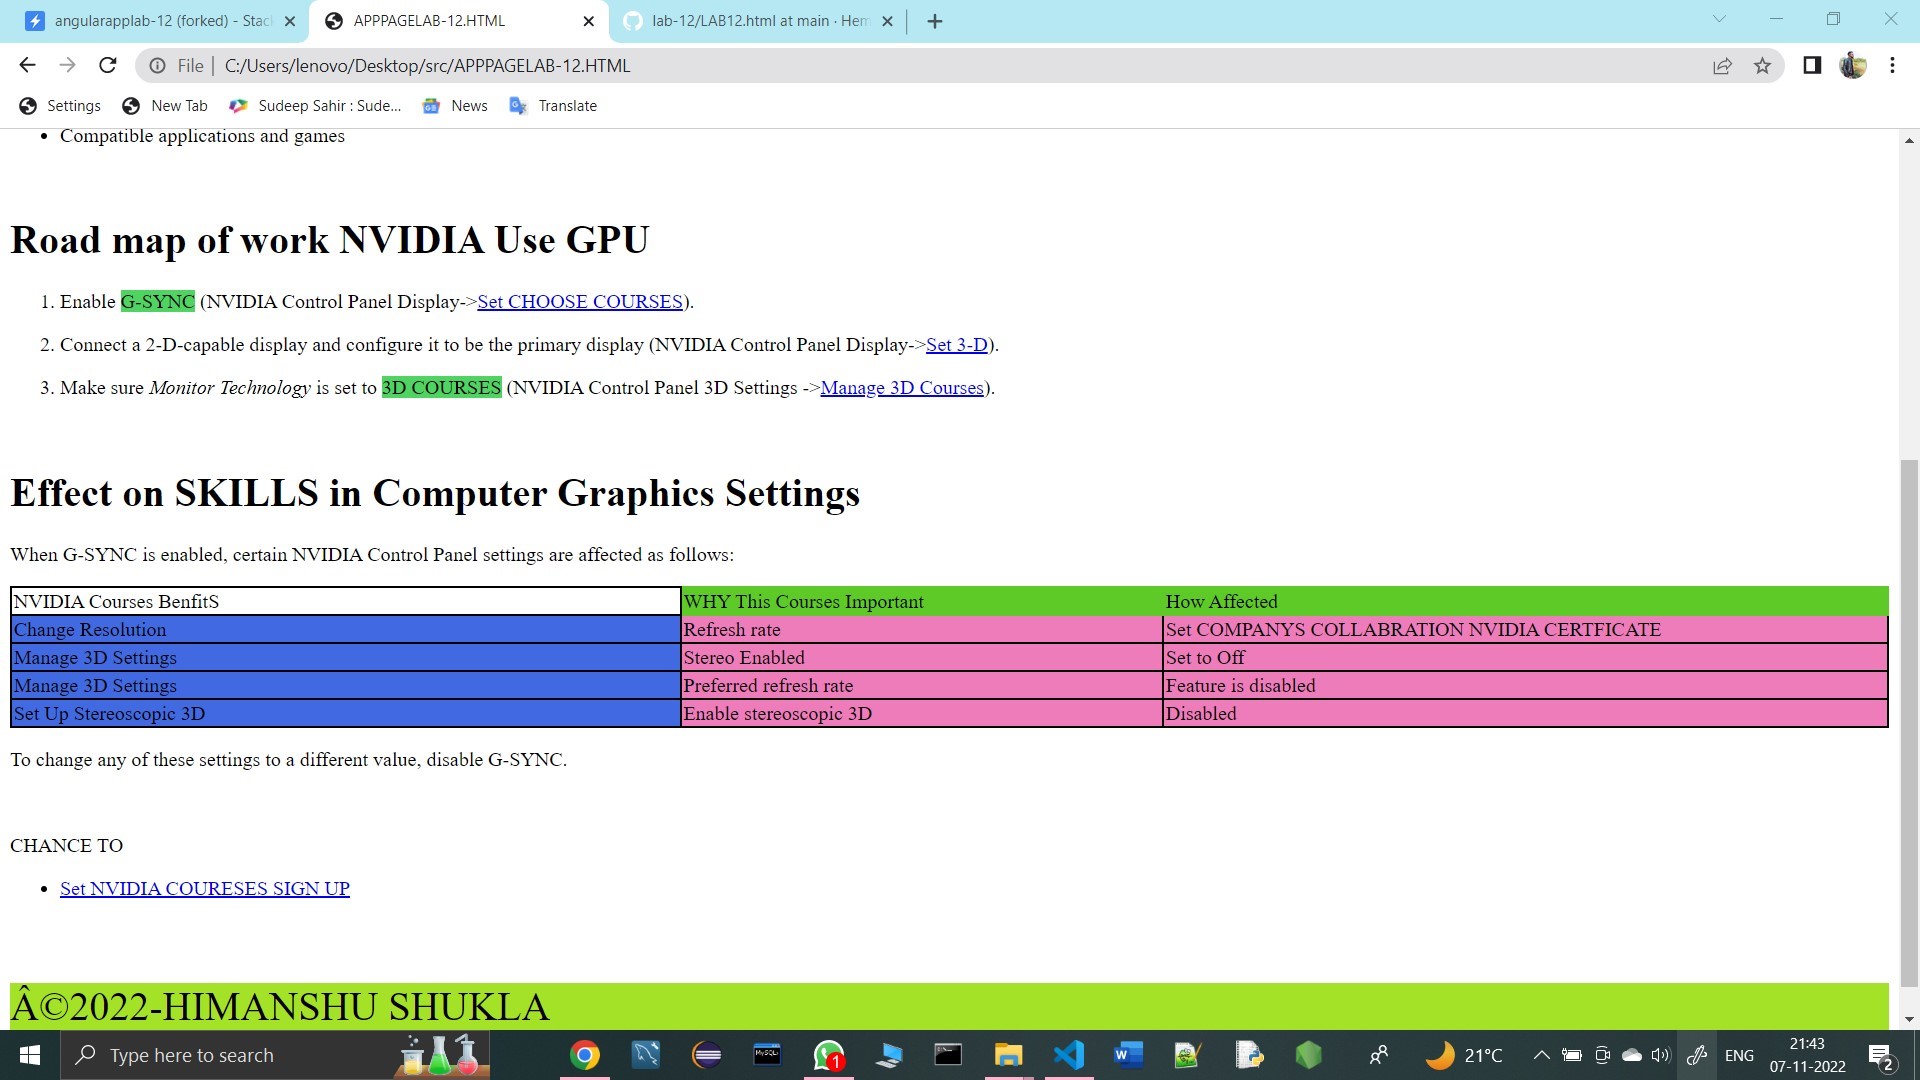 angularapplab-12 (forked) - Stac
APPPAGELAB-12.HTML
lab-12/LAB12.html at main · Hem
File | C:/Users/lenovo/Desktop/src/APPPAGELAB-12.HTML
Settings
New Tab
Sudeep Sahir : Sude...
News
Translate
• Compatible applications and games
Road map of work NVIDIA Use GPU
1. Enable G-SYNC (NVIDIA Control Panel Display->Set CHOOSE COURSES).
2. Connect a 2-D-capable display and configure it to be the primary display (NVIDIA Control Panel Display->Set 3-D).
3. Make sure Monitor Technology is set to 3D COURSES (NVIDIA Control Panel 3D Settings ->Manage 3D Courses).
Effect on SKILLS in Computer Graphics Settings
When G-SYNC is enabled, certain NVIDIA Control Panel settings are affected as follows:
NVIDIA Courses BenfitS WHY This Courses Important How Affected
Change Resolution Refresh rate Set COMPANYS COLLABRATION NVIDIA CERTFICATE
Manage 3D Settings Stereo Enabled Set to Off
Manage 3D Settings Preferred refresh rate Feature is disabled
Set Up Stereoscopic 3D Enable stereoscopic 3D Disabled
To change any of these settings to a different value, disable G-SYNC.
CHANCE TO
• Set NVIDIA COURESES SIGN UP
Â©2022-HIMANSHU SHUKLA
Type here to search
MySQL
1
21°C
ENG
21:43
07-11-2022
2